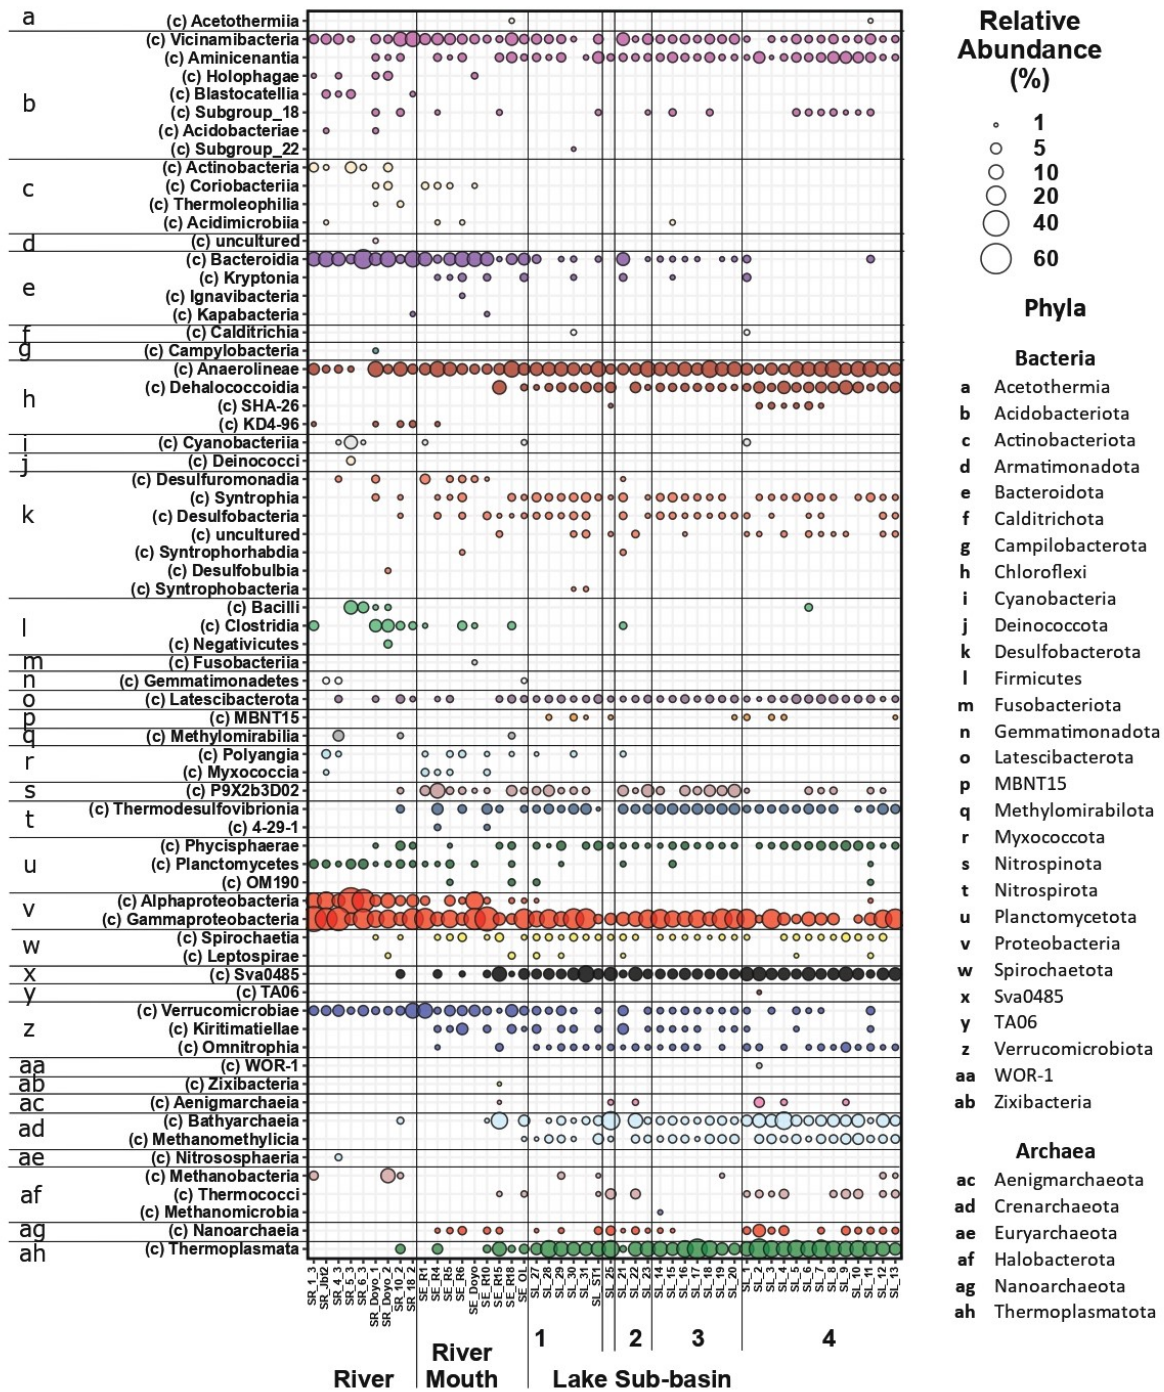 a
(c) Acetothermiia
b
(c) Vicinamibacteria
(c) Aminicenantia
(c) Holophagae
(c) Blastocatellia
(c) Subgroup_18
(c) Acidobacteriae
(c) Subgroup_22
c
(c) Actinobacteria
(c) Coriobacteriia
(c) Thermoleophilia
(c) Acidimicrobiia
d
(c) uncultured
e
(c) Bacteroidia
(c) Kryptonia
(c) Ignavibacteria
(c) Kapabacteria
f
(c) Calditrichia
g
(c) Campylobacteria
h
(c) Anaerolineae
(c) Dehalococcoidia
(c) SHA-26
(c) KD4-96
i
(c) Cyanobacteriia
j
(c) Deinococci
k
(c) Desulfuromonadia
(c) Syntrophia
(c) Desulfobacteria
(c) uncultured
(c) Syntrophorhabdia
(c) Desulfobulbia
(c) Syntrophobacteria
l
(c) Bacilli
(c) Clostridia
(c) Negativicutes
m
(c) Fusobacteriia
n
(c) Gemmatimonadetes
o
(c) Latescibacterota
p
(c) MBNT15
q
(c) Methylomirabilia
r
(c) Polyangia
(c) Myxococcia
s
(c) P9X2b3D02
t
(c) Thermodesulfovibrionia
(c) 4-29-1
u
(c) Phycisphaerae
(c) Planctomycetes
(c) OM190
v
(c) Alphaproteobacteria
(c) Gammaproteobacteria
w
(c) Spirochaetia
(c) Leptospirae
x
(c) Sva0485
y
(c) TA06
z
(c) Verrucomicrobiae
(c) Kiritimatiellae
(c) Omnitrophia
aa
(c) WOR-1
ab
(c) Zixibacteria
ac
(c) Aenigmarchaeia
ad
(c) Bathyarchaeia
(c) Methanomethylicia
ae
(c) Nitrososphaeria
af
(c) Methanobacteria
(c) Thermococci
(c) Methanomicrobia
ag
(c) Nanoarchaeia
ah
(c) Thermoplasmata
SR_1_3
SR_Jbf2
SR_4_3
SR_5_3
SR_6_3
SR_Doyo_1
SR_Doyo_2
SR_10_2
SR_18_2
SE_R1
SE_R4
SE_R5
SE_R6
SE_Doyo
SE_R10
SE_R15
SE_R18
SE_OL
SL_27
SL_28
SL_29
SL_30
SL_31
SL_ST1
SL_25
SL_21
SL_22
SL_23
SL_14
SL_15
SL_16
SL_17
SL_18
SL_19
SL_20
SL_1
SL_2
SL_3
SL_4
SL_5
SL_6
SL_7
SL_8
SL_9
SL_10
SL_11
SL_12
SL_13
1
2
3
4
River
River
Mouth
Lake Sub-basin
Relative
Abundance
(%)
1
5
10
20
40
60
Phyla
Bacteria
a Acetothermia
b Acidobacteriota
c Actinobacteriota
d Armatimonadota
e Bacteroidota
f Calditrichota
g Campilobacterota
h Chloroflexi
i Cyanobacteria
j Deinococcota
k Desulfobacterota
l Firmicutes
m Fusobacteriota
n Gemmatimonadota
o Latescibacterota
p MBNT15
q Methylomirabilota
r Myxococcota
s Nitrospinota
t Nitrospirota
u Planctomycetota
v Proteobacteria
w Spirochaetota
x Sva0485
y TA06
z Verrucomicrobiota
aa WOR-1
ab Zixibacteria
Archaea
ac Aenigmarchaeota
ad Crenarchaeota
ae Euryarchaeota
af Halobacterota
ag Nanoarchaeota
ah Thermoplasmatota